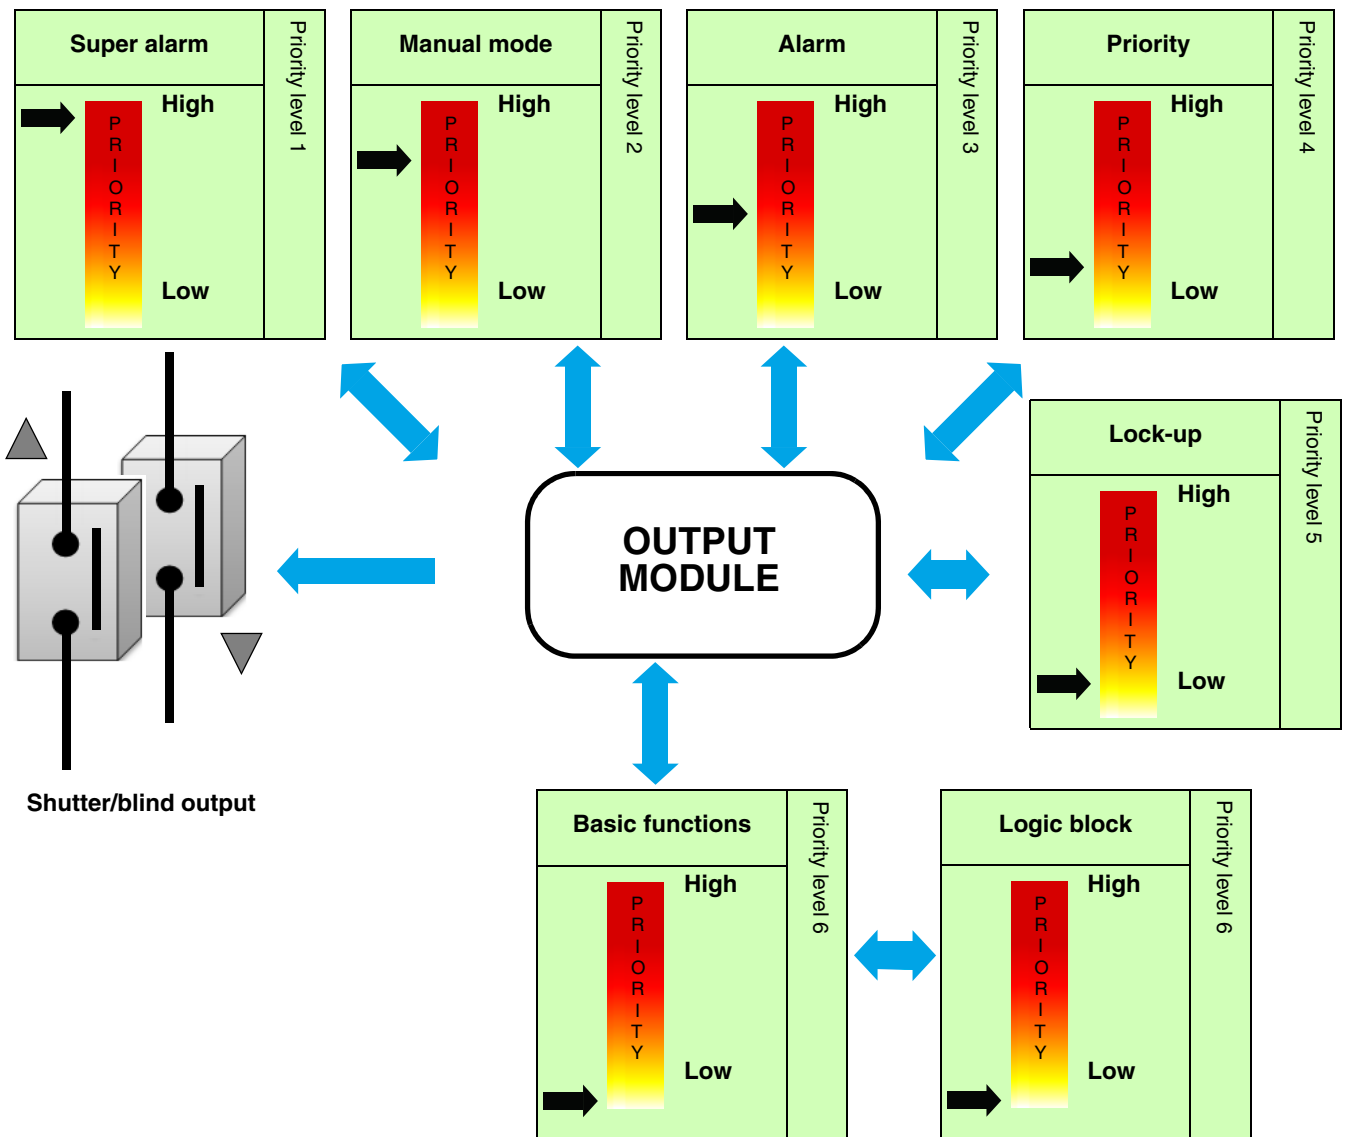 Super alarm
Priority level 1
High
PRIORITY
Low
Manual mode
Priority level 2
High
PRIORITY
Low
Alarm
Priority level 3
High
PRIORITY
Low
Priority
Priority level 4
High
PRIORITY
Low
Lock-up
Priority level 5
High
PRIORITY
Low
OUTPUT
MODULE
Shutter/blind output
Basic functions
Priority level 6
High
PRIORITY
Low
Logic block
Priority level 6
High
PRIORITY
Low